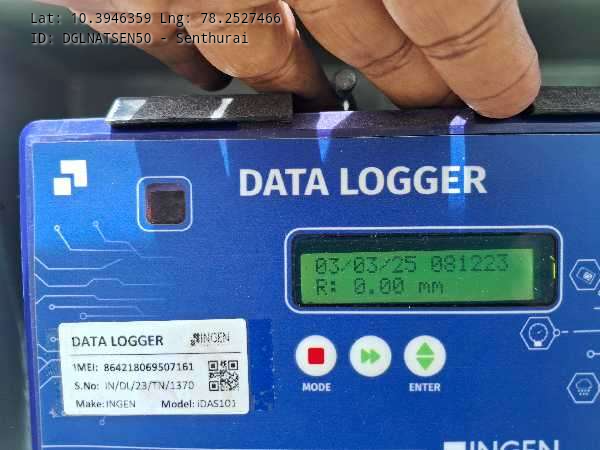 Lat: 10.3946359 Lng: 78.2527466
ID: DGLNATSEN50 - Senthurai
DATA LOGGER
03/03/25 081223
R: 0.00 mm
DATA LOGGER INGEN
IMEI: 864218069507161
S.No: IN/DL/23/TN/1370
Make: INGEN Model: iDAS101
MODE ENTER
INGEN